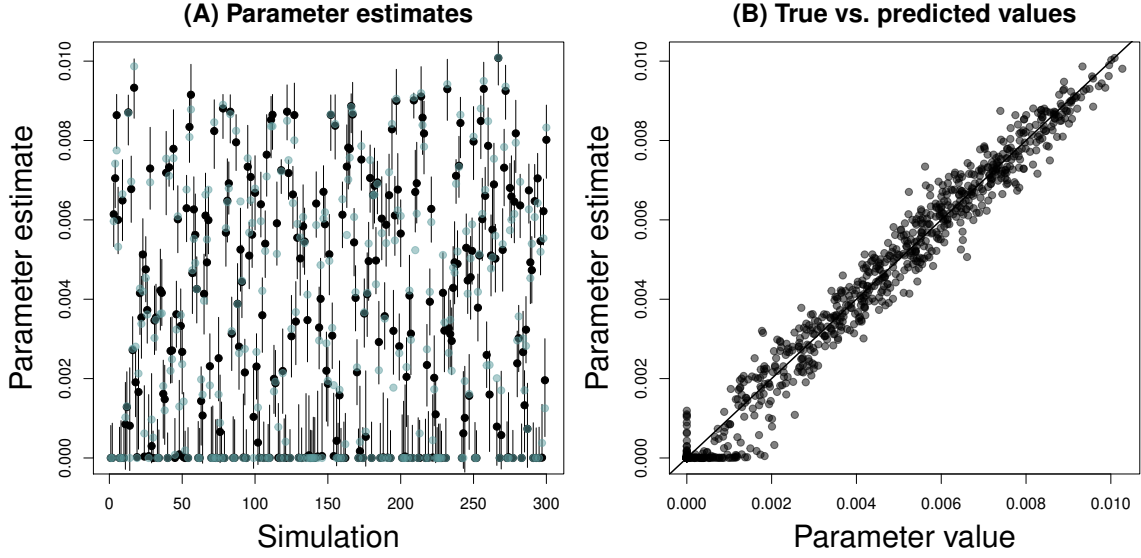 (A) Parameter estimates
Parameter estimate
0.010
0.008
0.006
0.004
0.002
0.000
0 50 100 150 200 250 300
Simulation
(B) True vs. predicted values
Parameter estimate
0.010
0.008
0.006
0.004
0.002
0.000
0.000 0.002 0.004 0.006 0.008 0.010
Parameter value